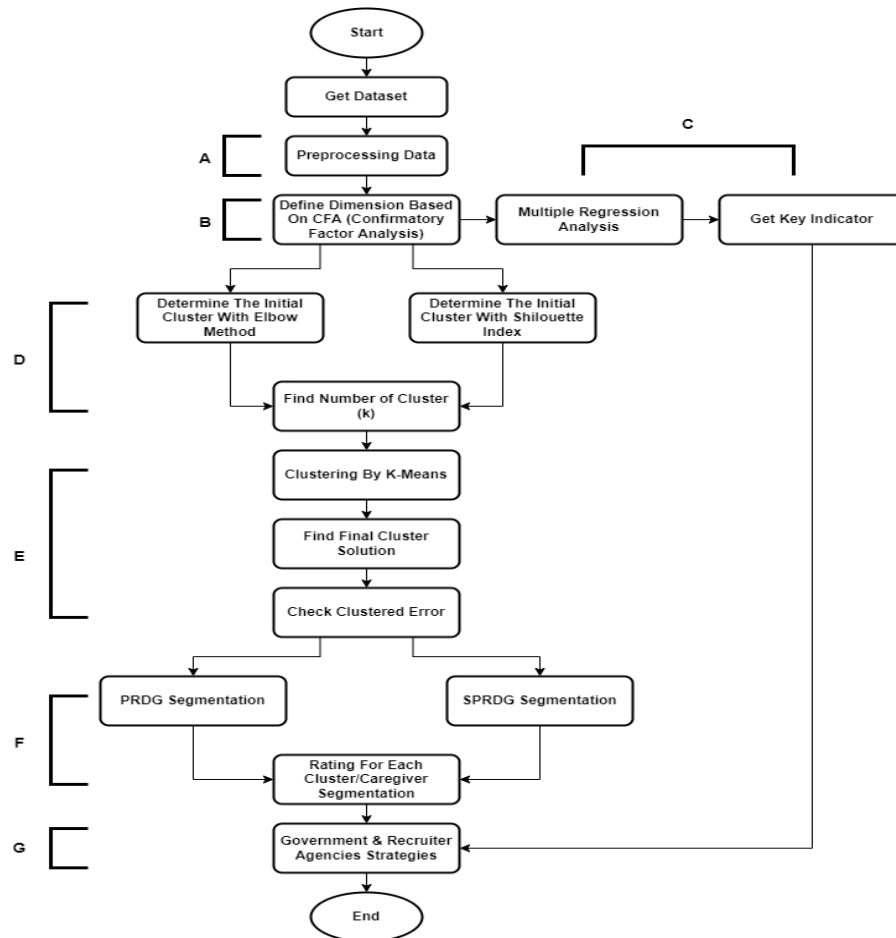 Start
Get Dataset
C
A
Preprocessing Data
B
Define Dimension Based
On CFA (Confirmatory
Factor Analysis)
Multiple Regression
Analysis
Get Key Indicator
D
Determine The Initial
Cluster With Elbow
Method
Determine The Initial
Cluster With Shilouette
Index
Find Number of Cluster
(k)
E
Clustering By K-Means
Find Final Cluster
Solution
Check Clustered Error
F
PRDG Segmentation
SPRDG Segmentation
Rating For Each
Cluster/Caregiver
Segmentation
G
Government & Recruiter
Agencies Strategies
End